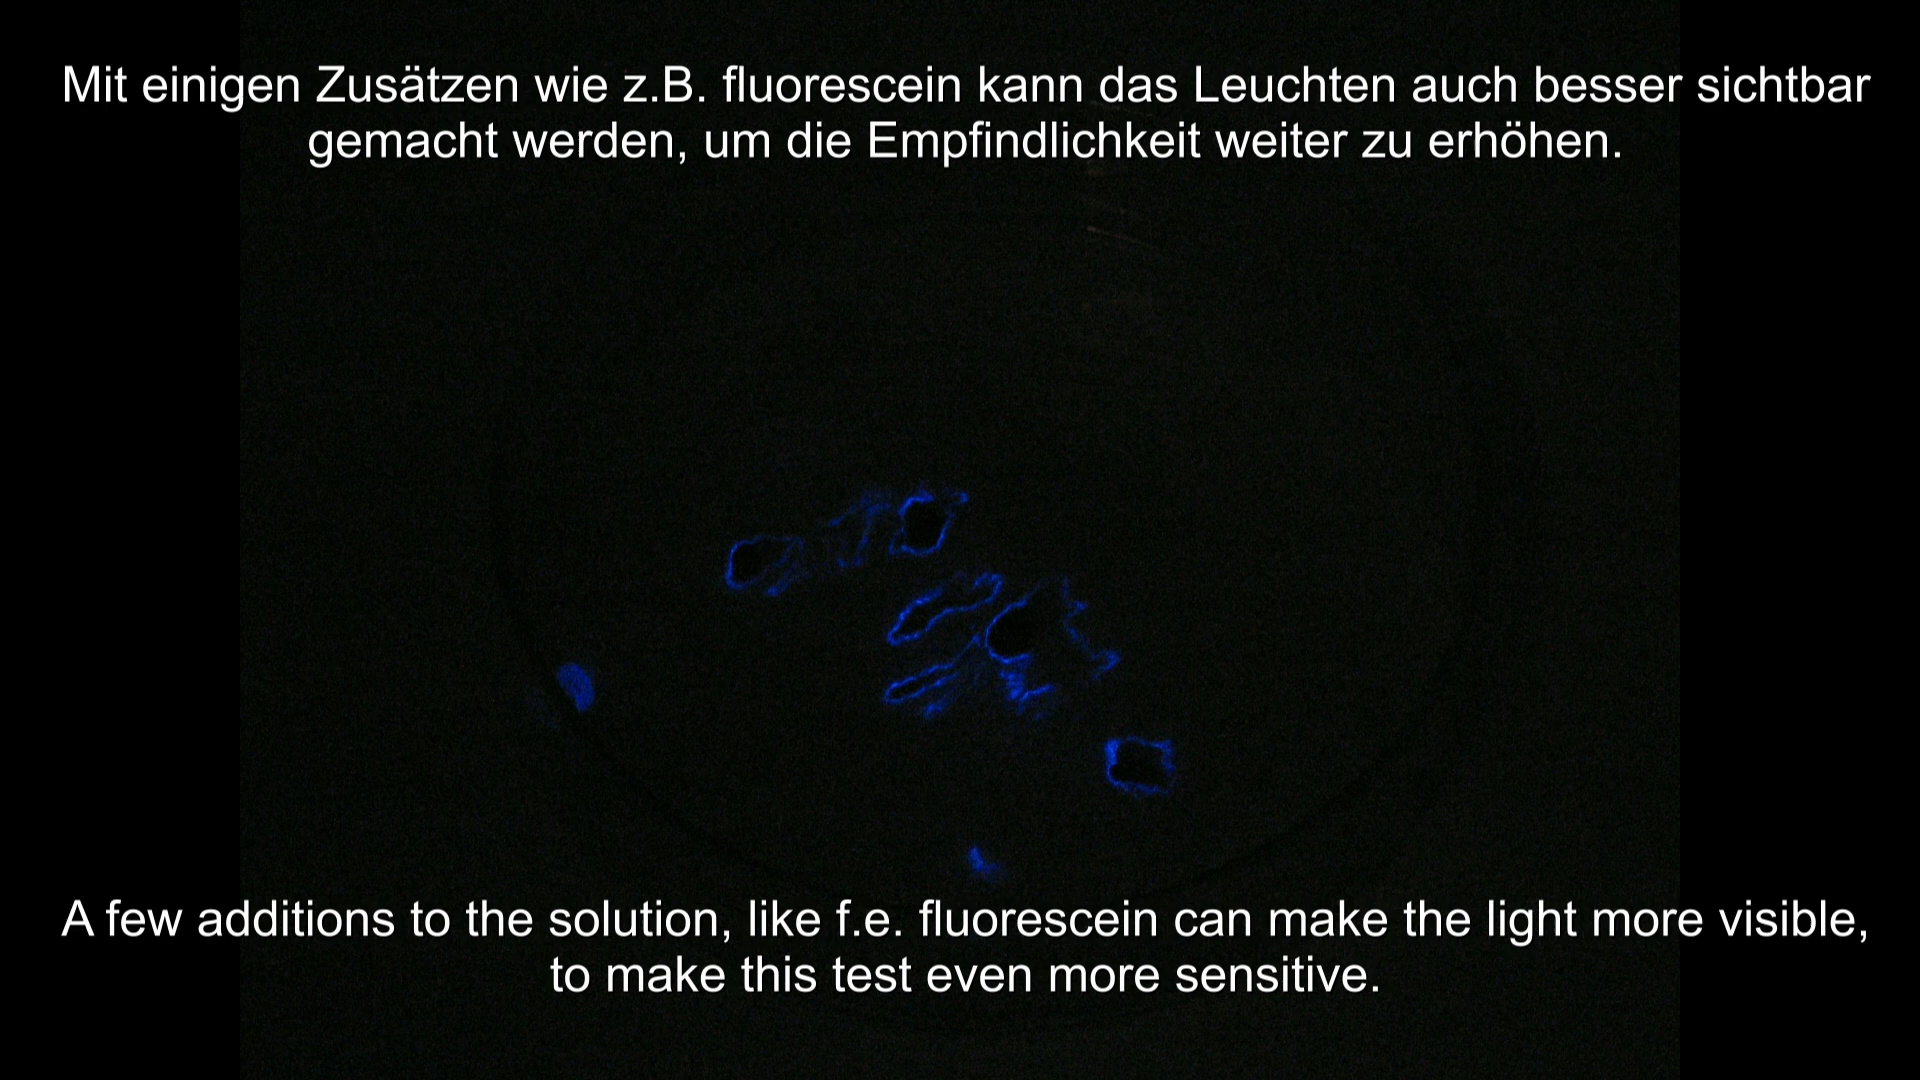 Mit einigen Zusätzen wie z.B. fluorescein kann das Leuchten auch besser sichtbar
gemacht werden, um die Empfindlichkeit weiter zu erhöhen.
A few additions to the solution, like f.e. fluorescein can make the light more visible,
to make this test even more sensitive.